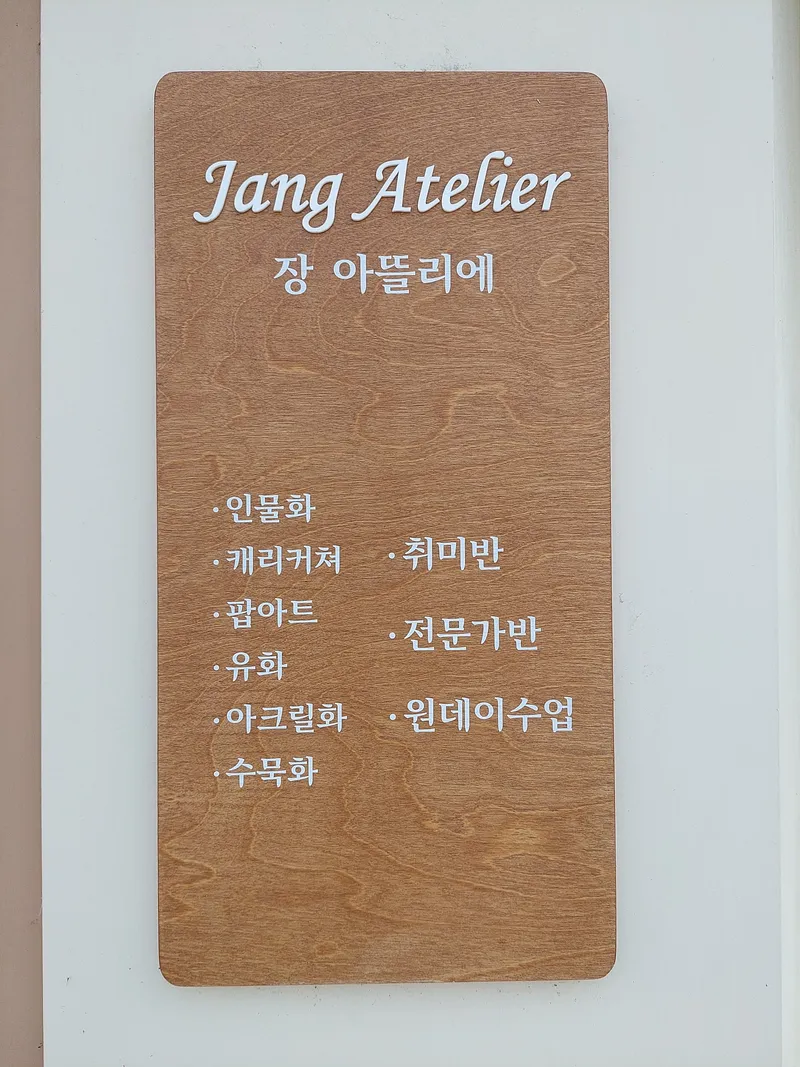 Jang Atelier
장 아뜰리에
·인물화
·캐리커쳐
·팝아트
·유화
·아크릴화
·수묵화
·취미반
·전문가반
·원데이수업